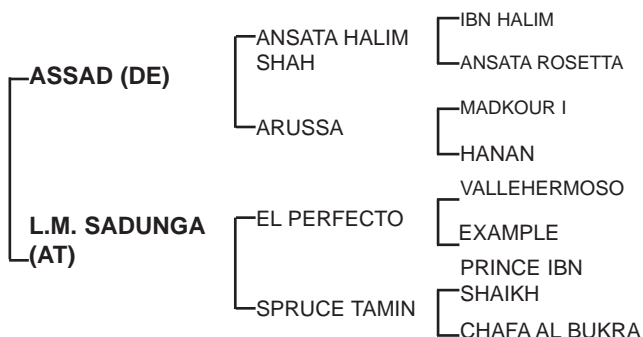 IBN HALIM
ANSATA HALIM
SHAH
ANSATA ROSETTA
ASSAD (DE)
MADKOUR I
ARUSSA
HANAN
VALLEHERMOSO
L.M. SADUNGA
(AT)
EL PERFECTO
EXAMPLE
PRINCE IBN
SHAIKH
SPRUCE TAMIN
CHAFA AL BUKRA